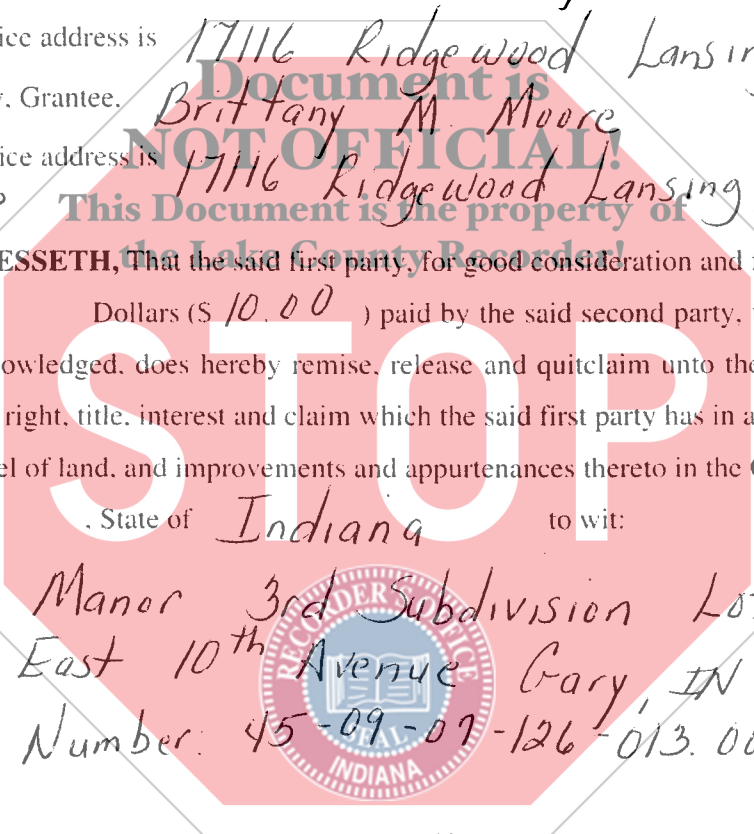 ice address is 17116 Ridgewood Lansin
Document is
, Grantee, Brittany M. Moore
NOT OFFICIAL!
ice address is 17116 Ridgewood Lansing
This Document is the property of
the Lake County Recorder!
ESSETH, That the said first party, for good consideration and
Dollars ($ 10.00 ) paid by the said second party,
owledged, does hereby remise, release and quitclaim unto the
right, title, interest and claim which the said first party has in a
el of land, and improvements and appurtenances thereto in the
STOP
, State of Indiana to wit:
Manor 3rd Subdivision Lot
East 10th Avenue Gary, IN
Number: 45-09-07-126-013.00
RECORDER'S OFFICE
SEAL
INDIANA